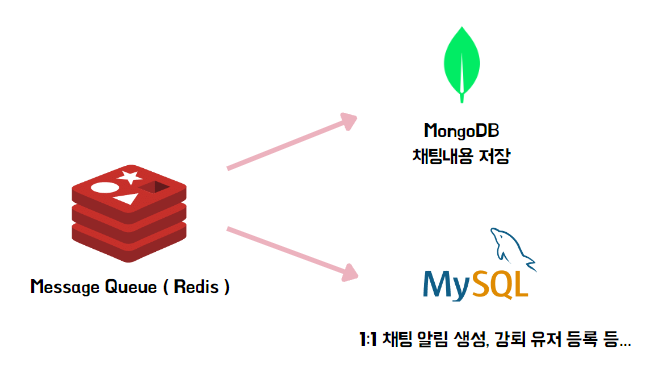 MongoDB
채팅내용 저장
Message Queue ( Redis )
MySQL
1:1 채팅 알림 생성, 강퇴 유저 등록 등...